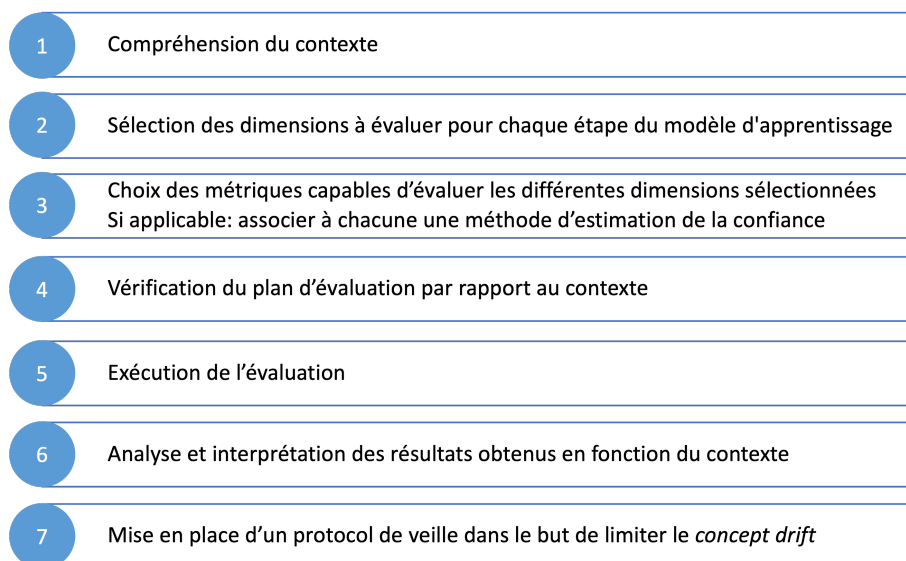 1
Compréhension du contexte
2
Sélection des dimensions à évaluer pour chaque étape du modèle d'apprentissage
3
Choix des métriques capables d’évaluer les différentes dimensions sélectionnées
Si applicable: associer à chacune une méthode d’estimation de la confiance
4
Vérification du plan d’évaluation par rapport au contexte
5
Exécution de l’évaluation
6
Analyse et interprétation des résultats obtenus en fonction du contexte
7
Mise en place d’un protocol de veille dans le but de limiter le concept drift